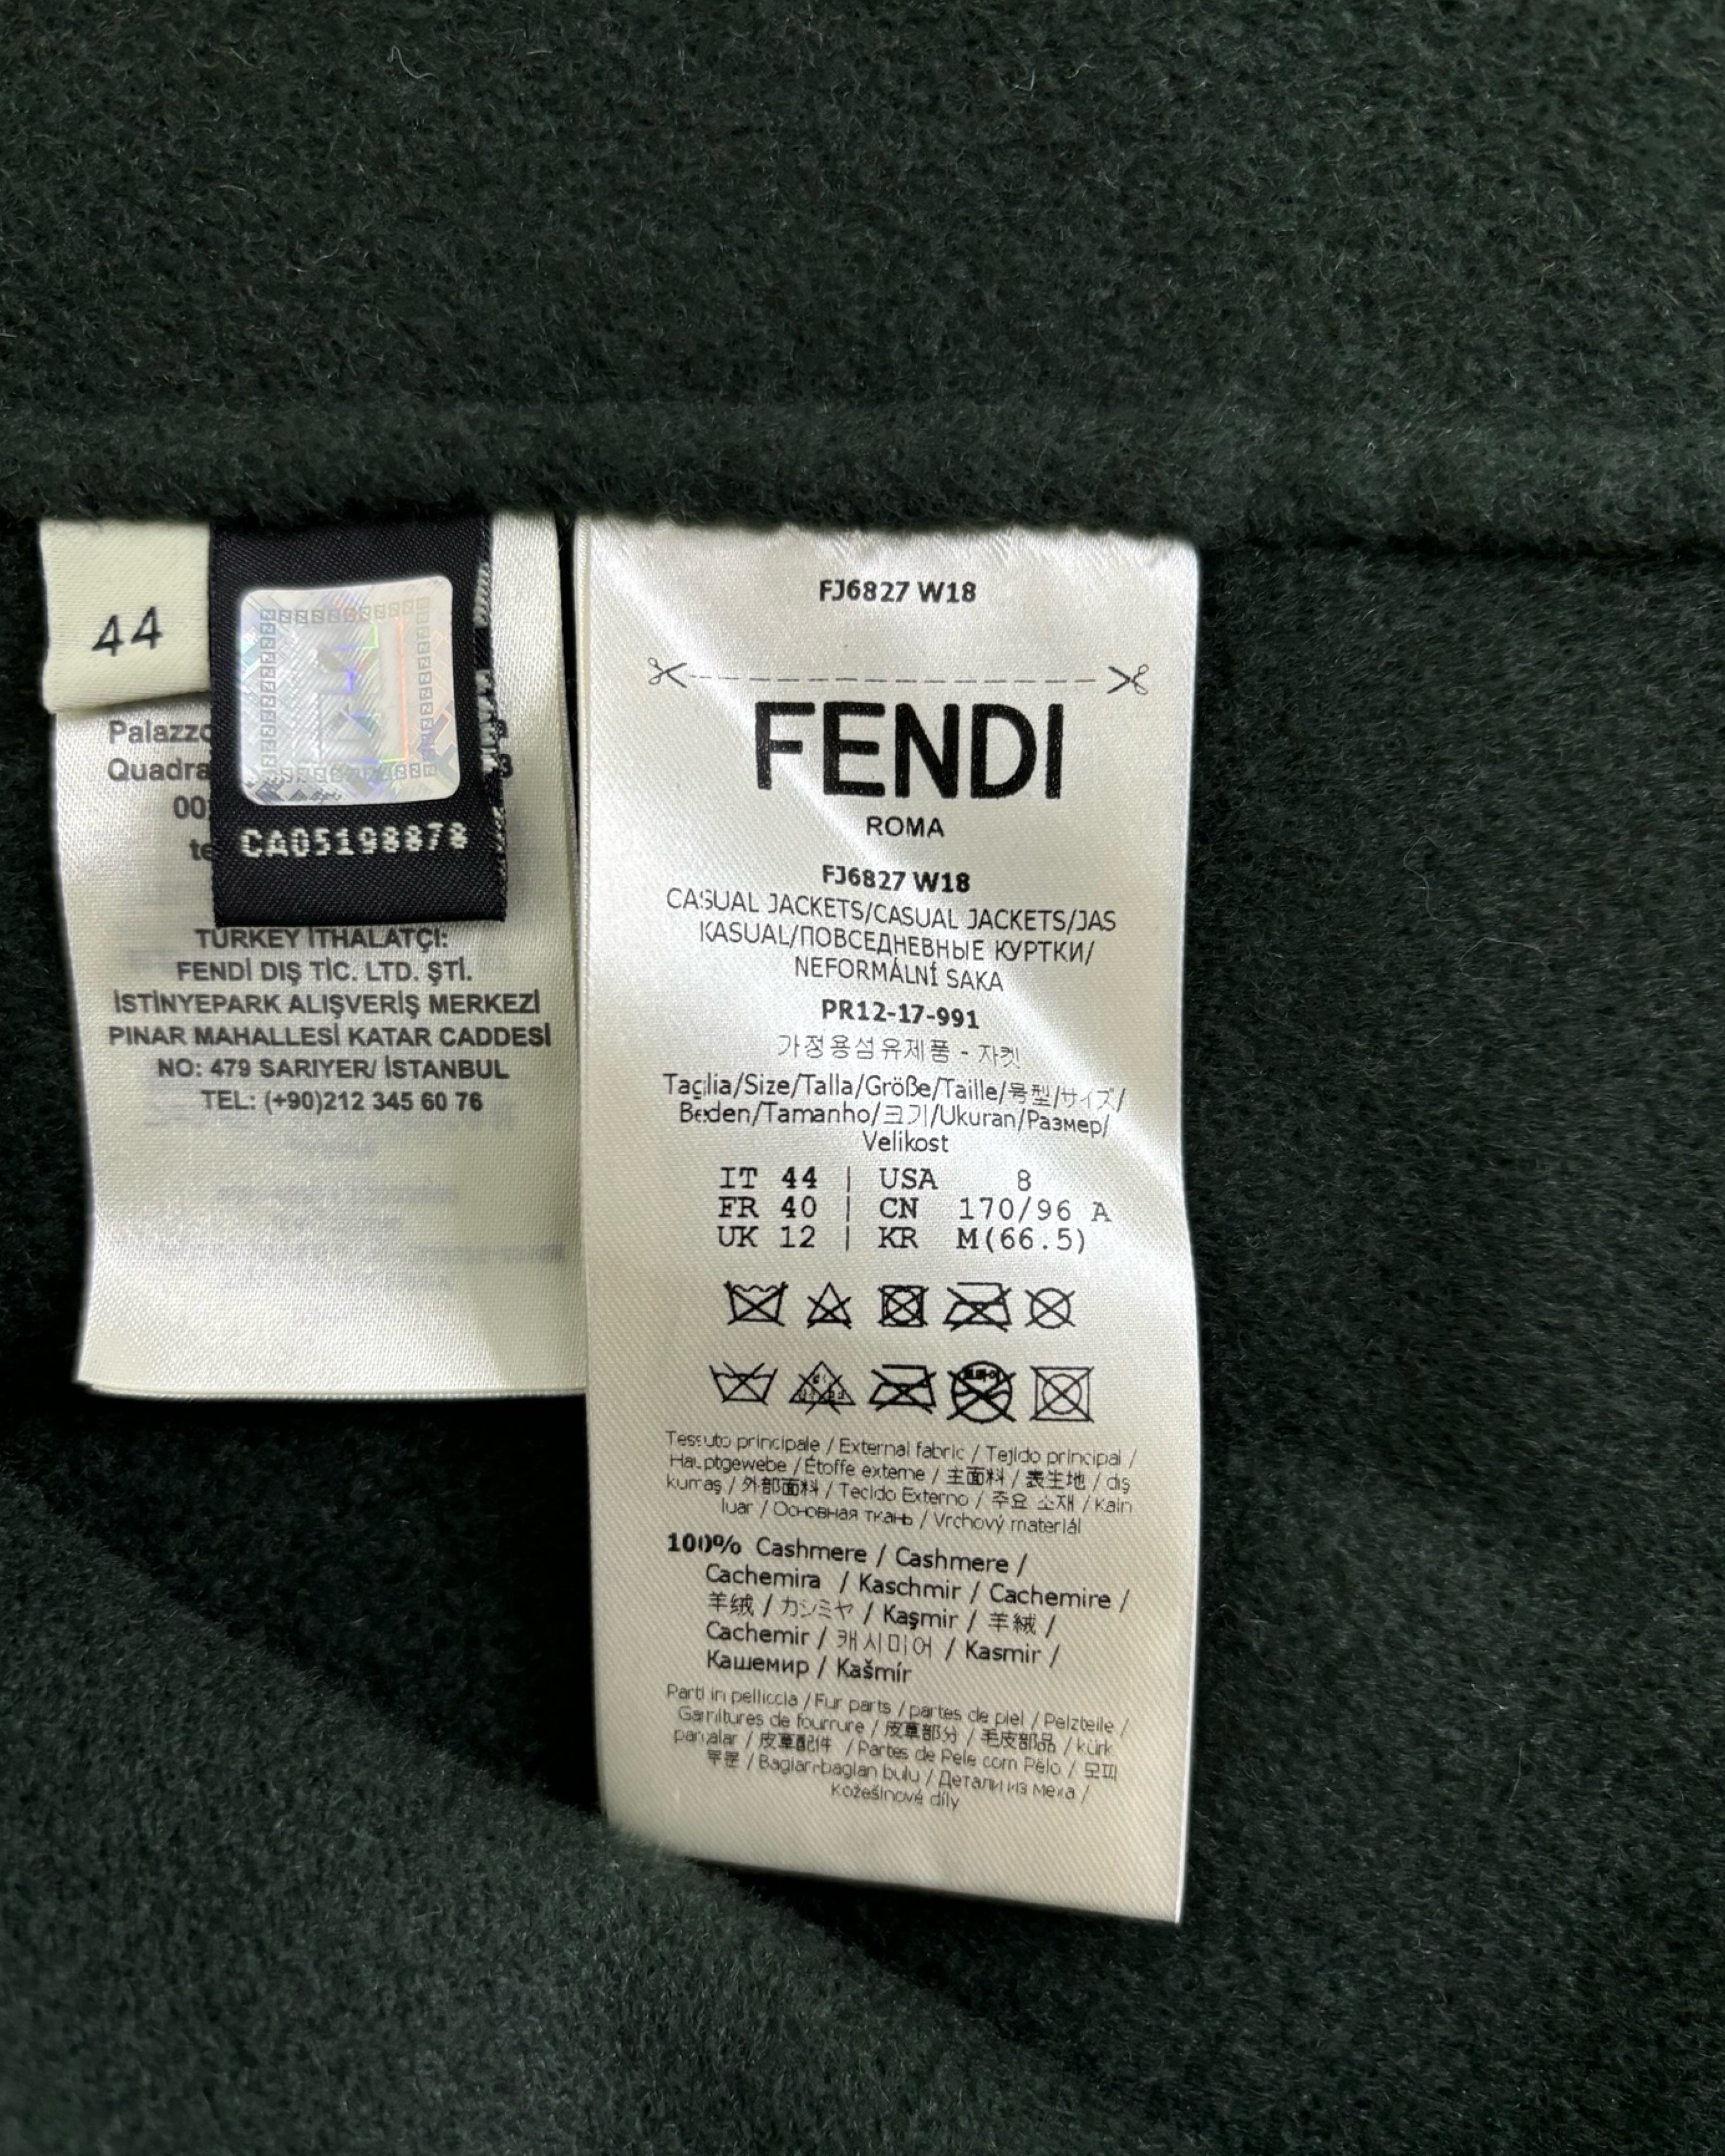 44
Palazzo
Quadra
CA05198878
TURKEY İTHALATÇI:
FENDİ DIŞ TİC. LTD. ŞTİ.
İSTİNYEPARK ALIŞVERİŞ MERKEZİ
PINAR MAHALLESİ KATAR CADDESİ
NO: 479 SARIYER/ İSTANBUL
TEL: (+90)212 345 60 76
FJ6827 W18
FENDI
ROMA
FJ6827 W18
CASUAL JACKETS/CASUAL JACKETS/JAS
KASUAL/ПОВСЕДНЕВНЫЕ КУРТКИ/
NEFORMÁLNÍ SAKA
PR12-17-991
가정용섬유제품 - 자켓
Taglia/Size/Talla/Größe/Taille/号型/サイズ/
Beden/Tamanho/크기/Ukuran/Размер/
Velikost
IT 44 | USA 8
FR 40 | CN 170/96 A
UK 12 | KR M(66.5)
Tessuto principale / External fabric / Tejido principal /
Hauptgewebe / Étoffe externe / 主面料 / 表生地 / dış
kumaş / 外部面料 / Tecido Externo / 주요 소재 / Kain
luar / Основная ткань / Vrchový materiál
100% Cashmere / Cashmere /
Cachemira / Kaschmir / Cachemire /
羊绒 / カシミヤ / Kaşmir / 羊絨 /
Cachemir / 캐시미어 / Kasmir /
Кашемир / Kašmír
Parti in pelliccia / Fur parts / partes de piel / Pelzteile /
Garnitures de fourrure / 皮草部分 / 毛皮部品 / kürk
parçalar / 皮草配件 / Partes de Pele com Pêlo / 모피
부분 / Bagian-bagian bulu / Детали из меха /
Kožešinové díly